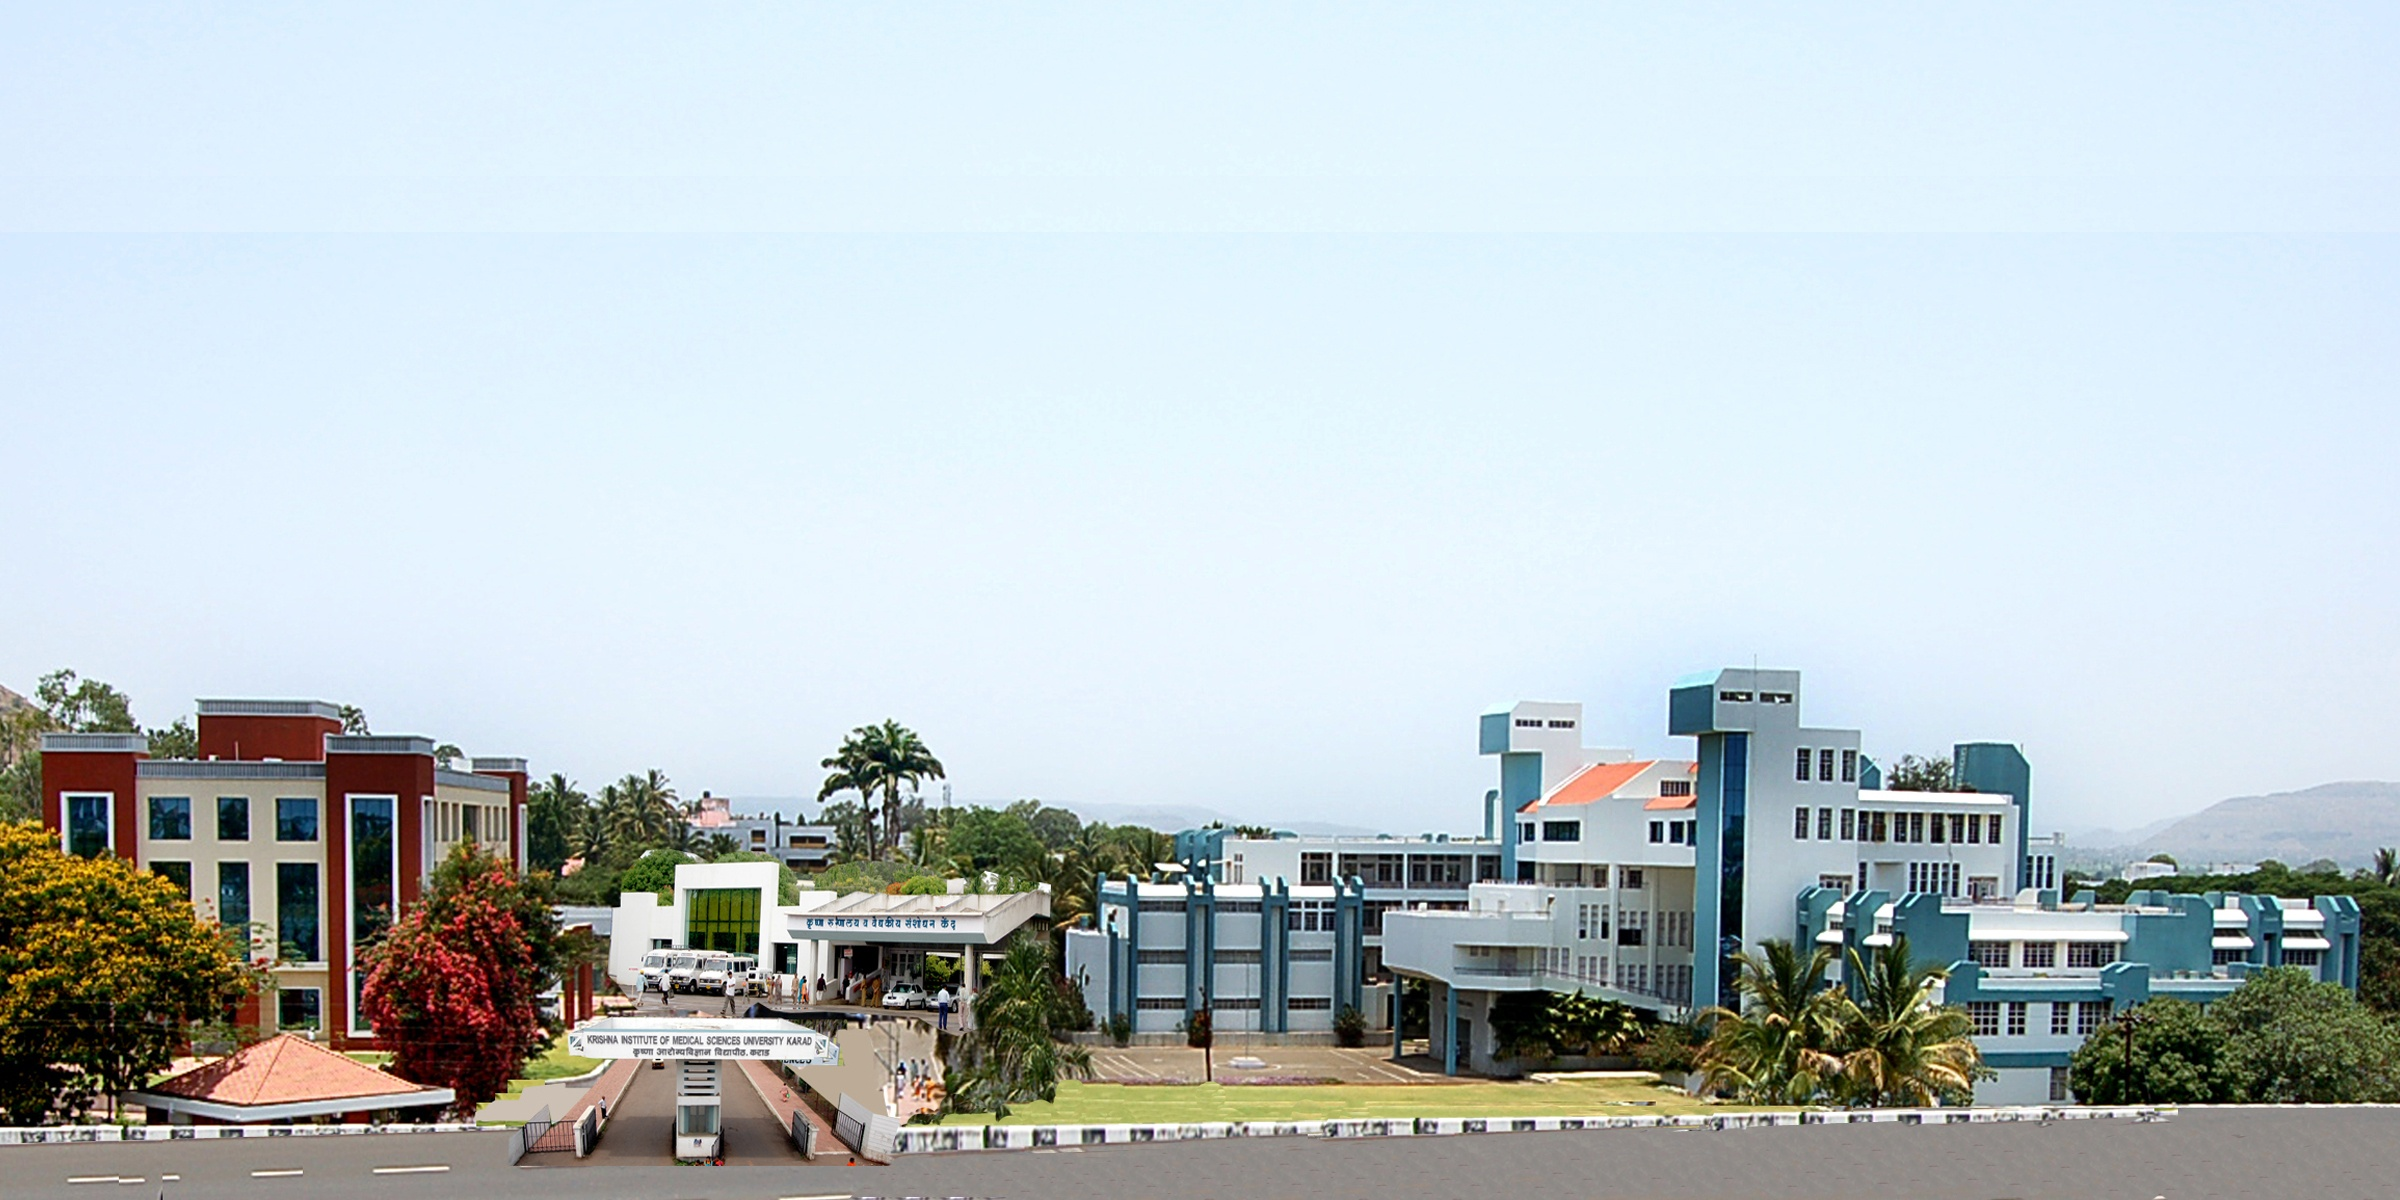 कृष्णा रुग्णालय व वैद्यकीय संशोधन केंद्र
KRISHNA INSTITUTE OF MEDICAL SCIENCES UNIVERSITY KARAD
कृष्णा आरोग्यविज्ञान विद्यापीठ, कराड